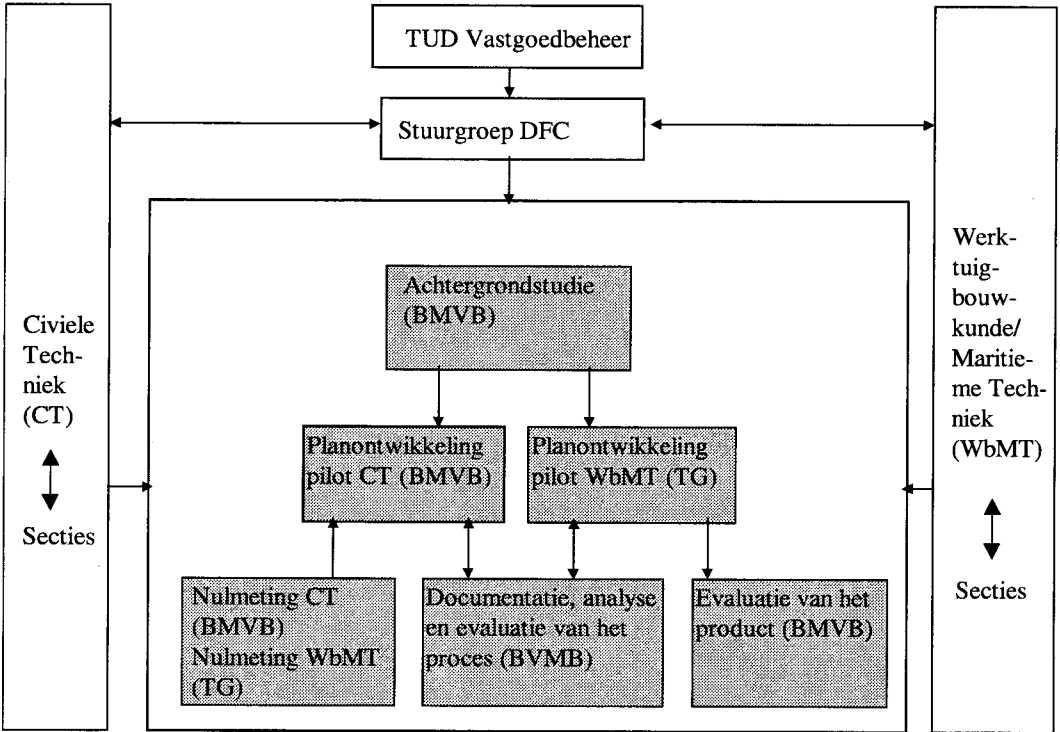 TUD Vastgoedbeheer
Stuurgroep DFC
Civiele
Tech-
niek
(CT)
Secties
Achtergrondstudie
(BMVB)
Planontwikkeling
pilot CT (BMVB)
Planontwikkeling
pilot WbMT (TG)
Nulmeting CT
(BMVB)
Nulmeting WbMT
(TG)
Documentatie, analyse
en evaluatie van het
proces (BVMB)
Evaluatie van het
product (BMVB)
Werk-
tuig-
bouw-
kunde/
Maritie-
me Tech-
niek
(WbMT)
Secties